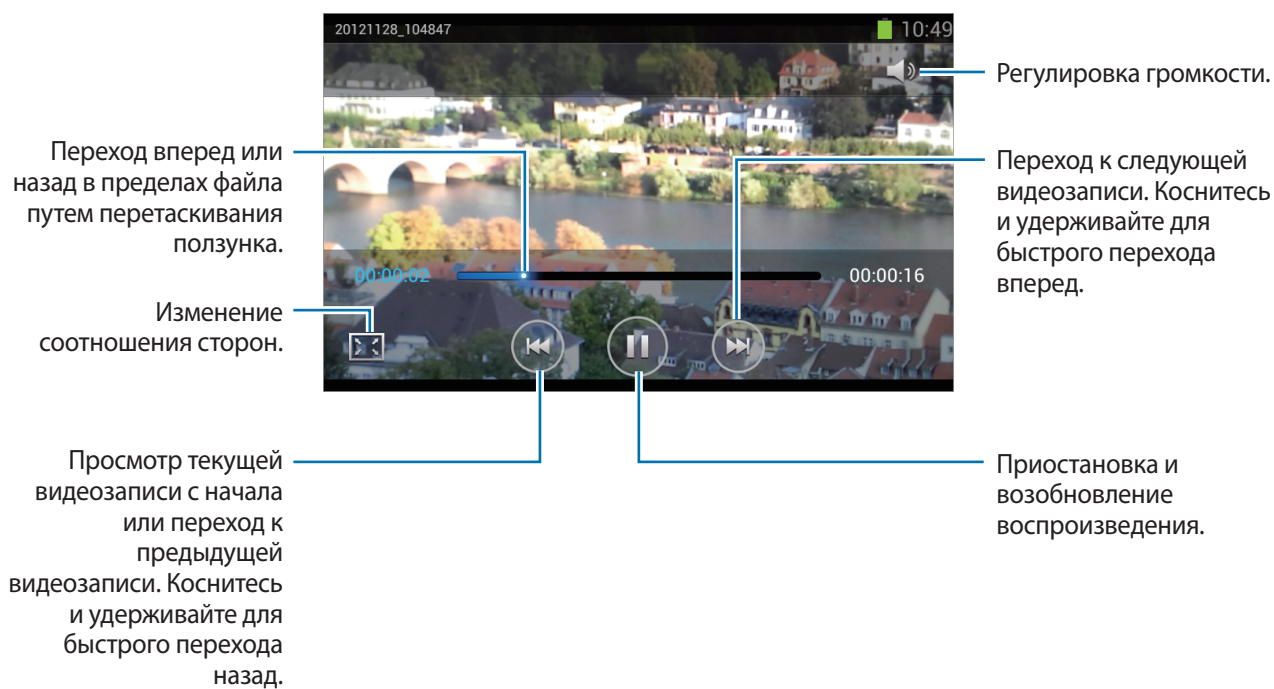 20121128_104847
10:49
Регулировка громкости.
Переход вперед или
назад в пределах файла
путем перетаскивания
ползунка.
Переход к следующей
видеозаписи. Коснитесь
и удерживайте для
быстрого перехода
вперед.
00:00:02
00:00:16
Изменение
соотношения сторон.
Просмотр текущей
видеозаписи с начала
или переход к
предыдущей
видеозаписи. Коснитесь
и удерживайте для
быстрого перехода
назад.
Приостановка и
возобновление
воспроизведения.